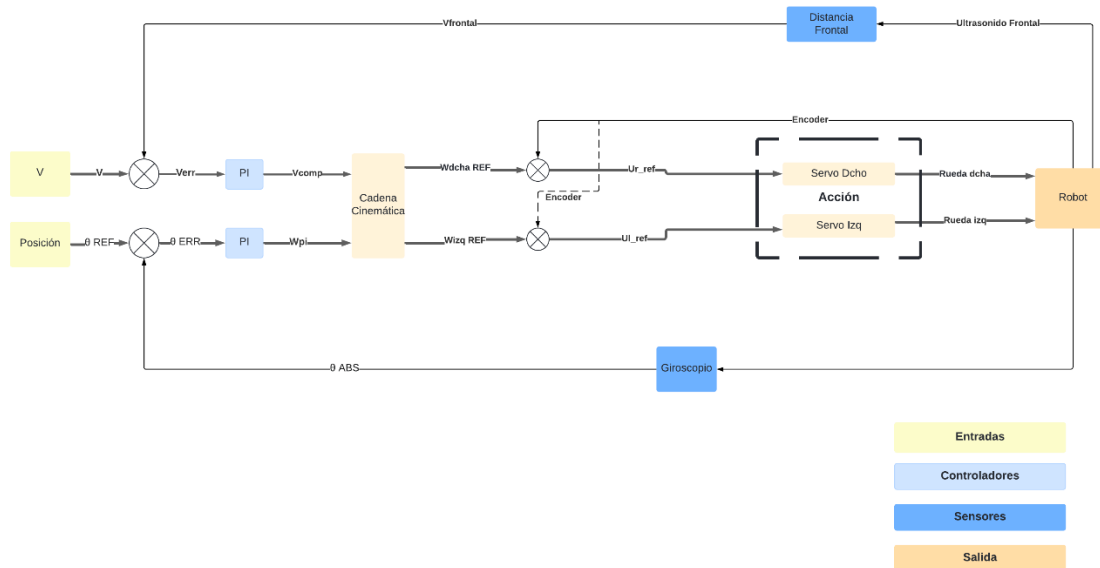 Vfrontal
Distancia
Frontal
Ultrasonido Frontal
Encoder
V
V
Verr
PI
Vcomp
Cadena
Cinemática
Wdcha REF
Ur_ref
Servo Dcho
Rueda dcha
Acción
Robot
Encoder
Posición
θ REF
θ ERR
PI
Wpi
Wizq REF
Ul_ref
Servo Izq
Rueda izq
θ ABS
Giroscopio
Entradas
Controladores
Sensores
Salida